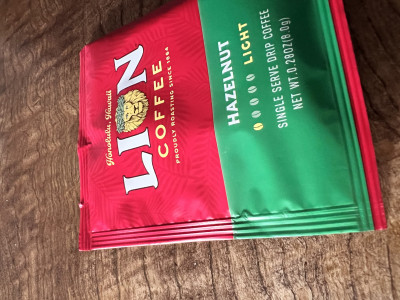 Honolulu, Hawaii
LION
COFFEE
PROUDLY ROASTING SINCE 1864
HAZELNUT
LIGHT
SINGLE SERVE DRIP COFFEE
NET WT. 0.28OZ(8.0g)